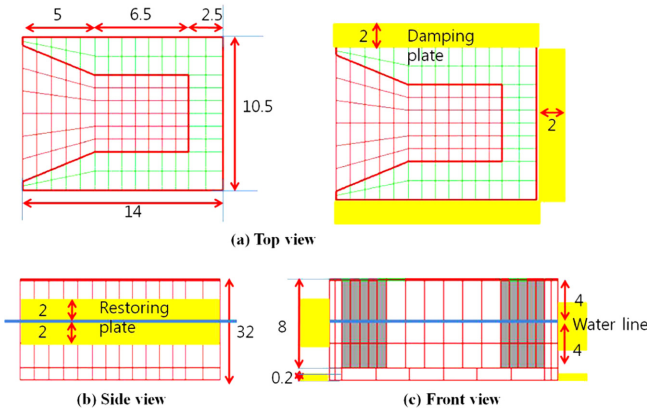 5 6.5 2.5
10.5
14
2 Damping
plate
2
(a) Top view
2 Restoring
2 plate
32
8
0.2
4
Water line
4
(b) Side view
(c) Front view